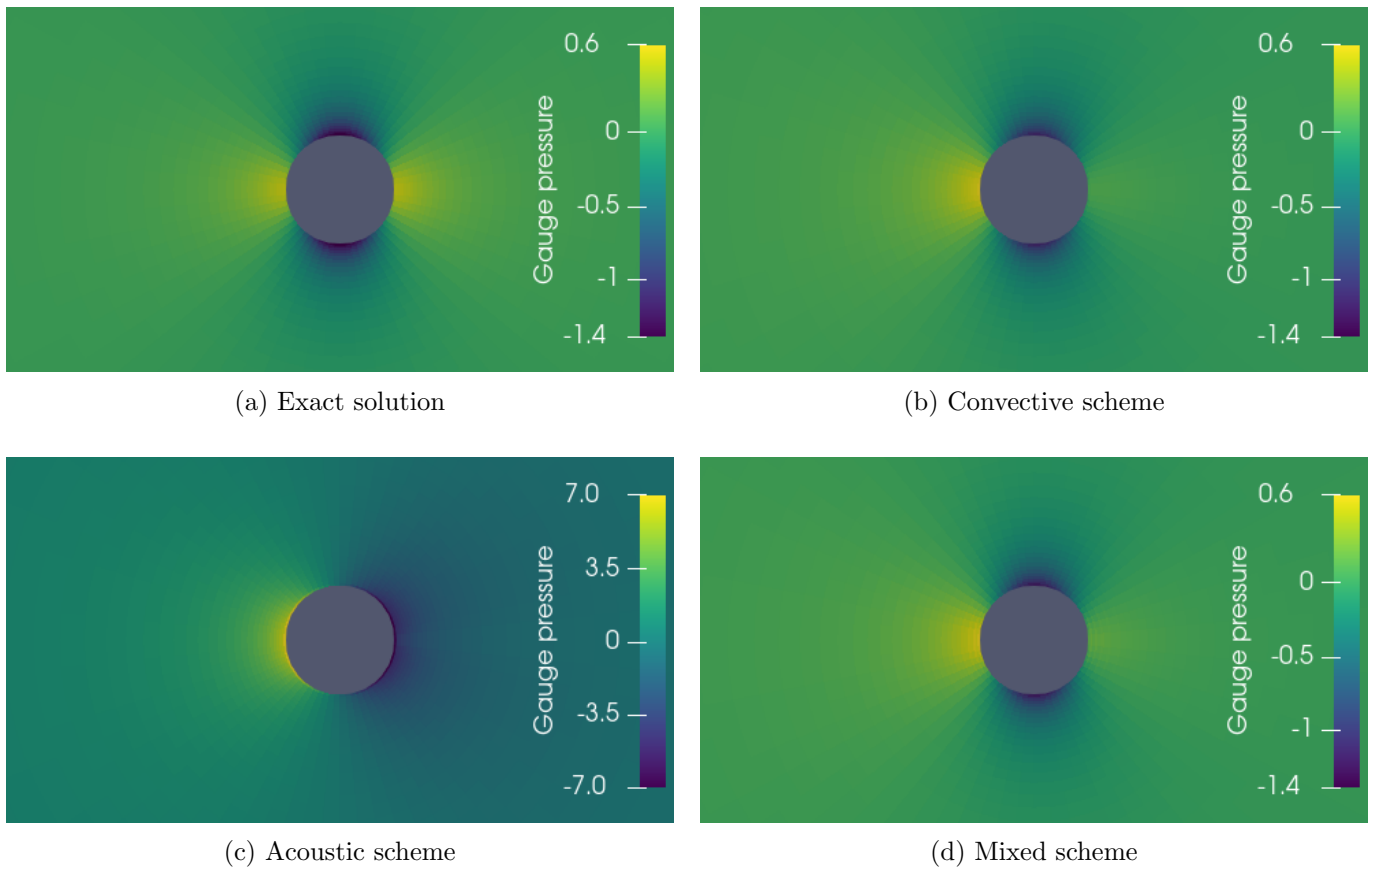 0.6
0
-0.5
-1
-1.4
Gauge pressure
0.6
0
-0.5
-1
-1.4
Gauge pressure
(a) Exact solution
(b) Convective scheme
7.0
3.5
0
-3.5
-7.0
Gauge pressure
0.6
0
-0.5
-1
-1.4
Gauge pressure
(c) Acoustic scheme
(d) Mixed scheme